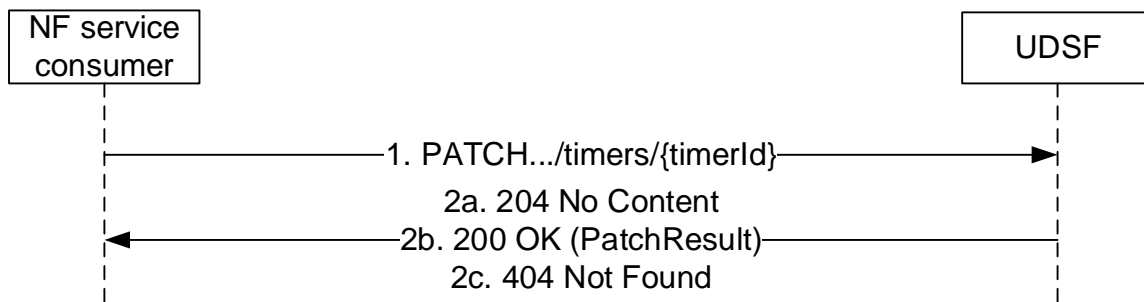 NF service
consumer
UDSF
1. PATCH.../timers/{timerId}
2a. 204 No Content
2b. 200 OK (PatchResult)
2c. 404 Not Found